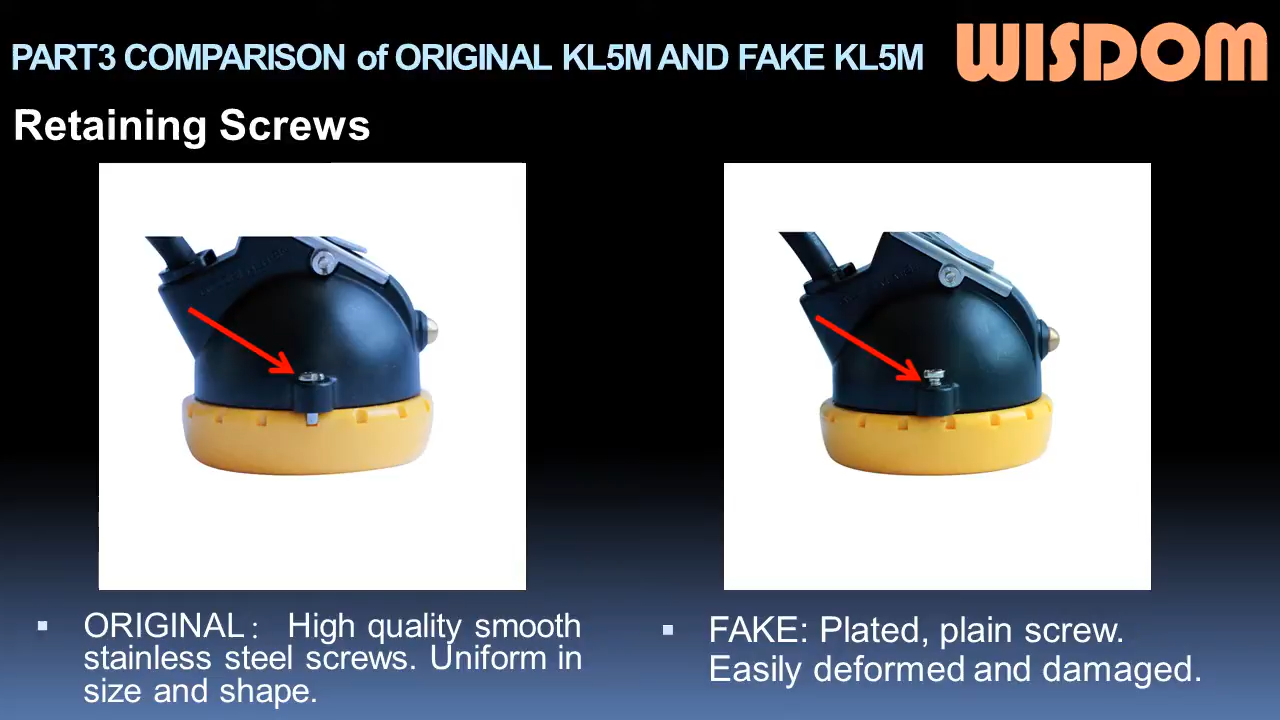 PART3 COMPARISON of ORIGINAL KL5M AND FAKE KL5M
WISDOM
Retaining Screws
▪ ORIGINAL： High quality smooth
stainless steel screws. Uniform in
size and shape.
▪ FAKE: Plated, plain screw.
Easily deformed and damaged.